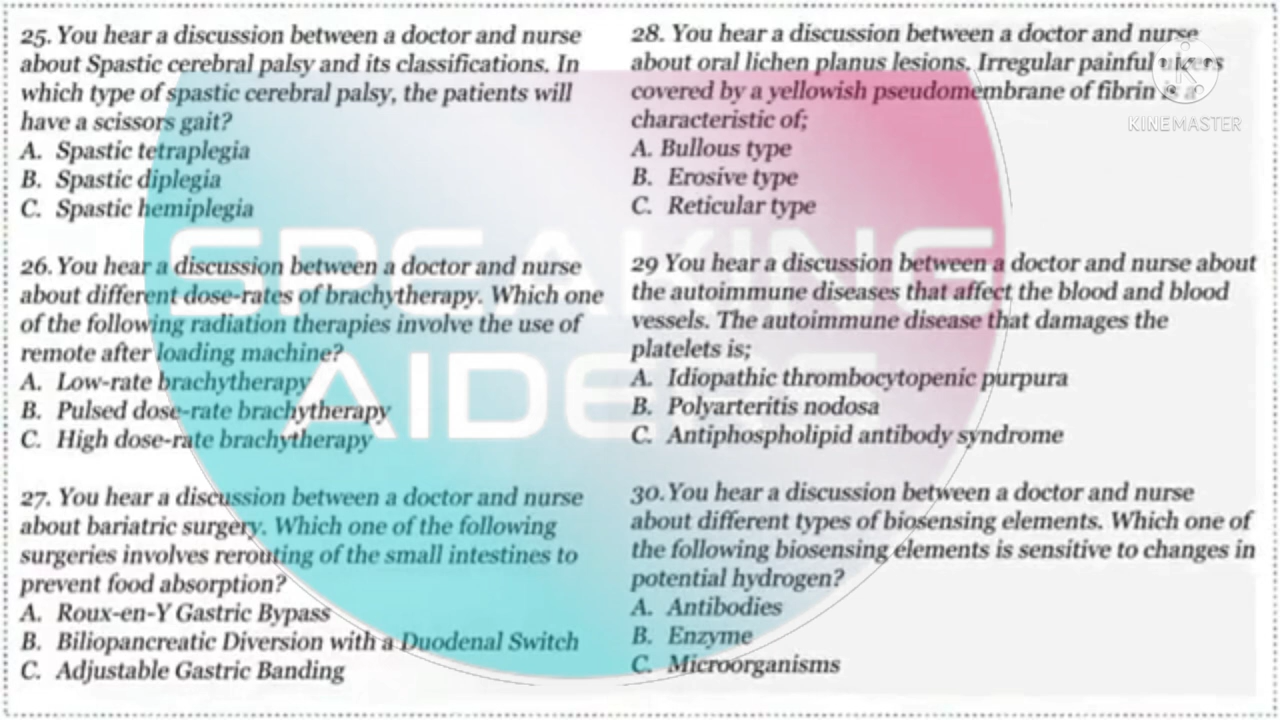 25. You hear a discussion between a doctor and nurse
about Spastic cerebral palsy and its classifications. In
which type of spastic cerebral palsy, the patients will
have a scissors gait?
A. Spastic tetraplegia
B. Spastic diplegia
C. Spastic hemiplegia
26. You hear a discussion between a doctor and nurse
about different dose-rates of brachytherapy. Which one
of the following radiation therapies involve the use of
remote after loading machine?
A. Low-rate brachytherapy
B. Pulsed dose-rate brachytherapy
C. High dose-rate brachytherapy
27. You hear a discussion between a doctor and nurse
about bariatric surgery. Which one of the following
surgeries involves rerouting of the small intestines to
prevent food absorption?
A. Roux-en-Y Gastric Bypass
B. Biliopancreatic Diversion with a Duodenal Switch
C. Adjustable Gastric Banding
28. You hear a discussion between a doctor and nurse
about oral lichen planus lesions. Irregular painful ulcers
covered by a yellowish pseudomembrane of fibrin is a
characteristic of;
A. Bullous type
B. Erosive type
C. Reticular type
29 You hear a discussion between a doctor and nurse about
the autoimmune diseases that affect the blood and blood
vessels. The autoimmune disease that damages the
platelets is;
A. Idiopathic thrombocytopenic purpura
B. Polyarteritis nodosa
C. Antiphospholipid antibody syndrome
30. You hear a discussion between a doctor and nurse
about different types of biosensing elements. Which one of
the following biosensing elements is sensitive to changes in
potential hydrogen?
A. Antibodies
B. Enzyme
C. Microorganisms
SPEAKING
AIDERS
K
KINEMASTER